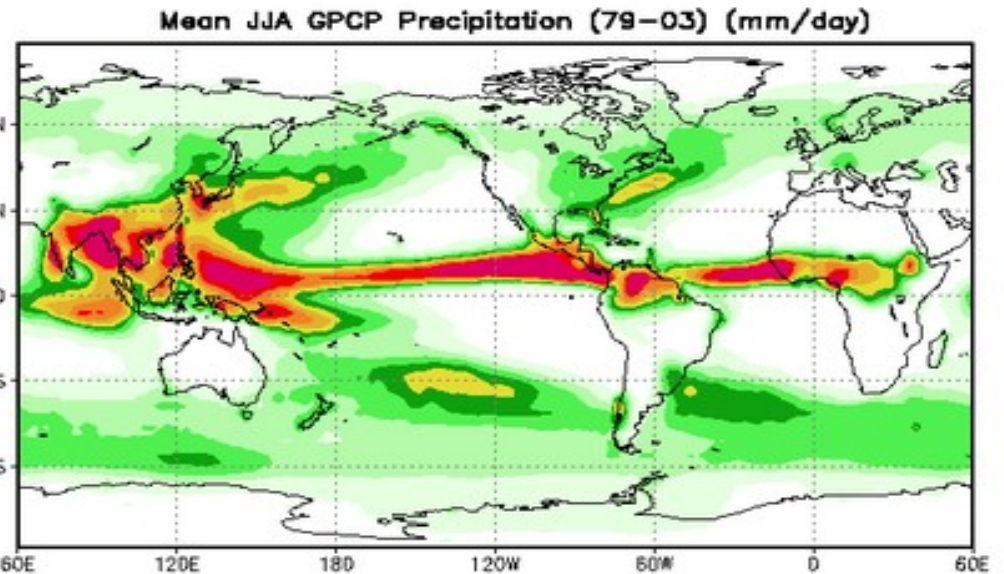 Mean JJA GPCP Precipitation (79-03) (mm/day)
N
N
S
S
60E 120E 180 120W 60W 0 60E